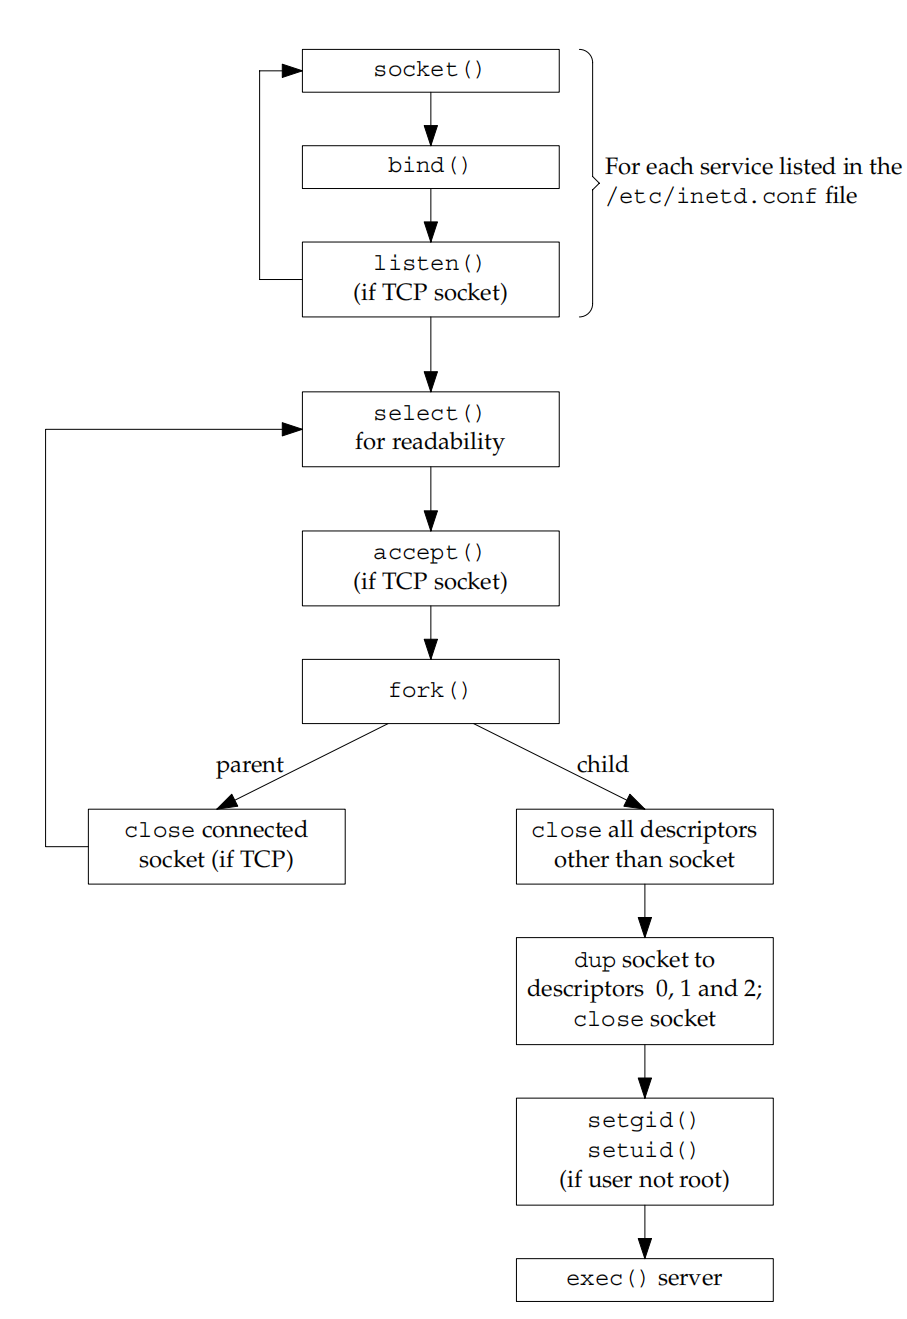 socket()
bind()
For each service listed in the
/etc/inetd.conf file
listen()
(if TCP socket)
select()
for readability
accept()
(if TCP socket)
fork()
parent
child
close connected
socket (if TCP)
close all descriptors
other than socket
dup socket to
descriptors 0, 1 and 2;
close socket
setgid()
setuid()
(if user not root)
exec() server